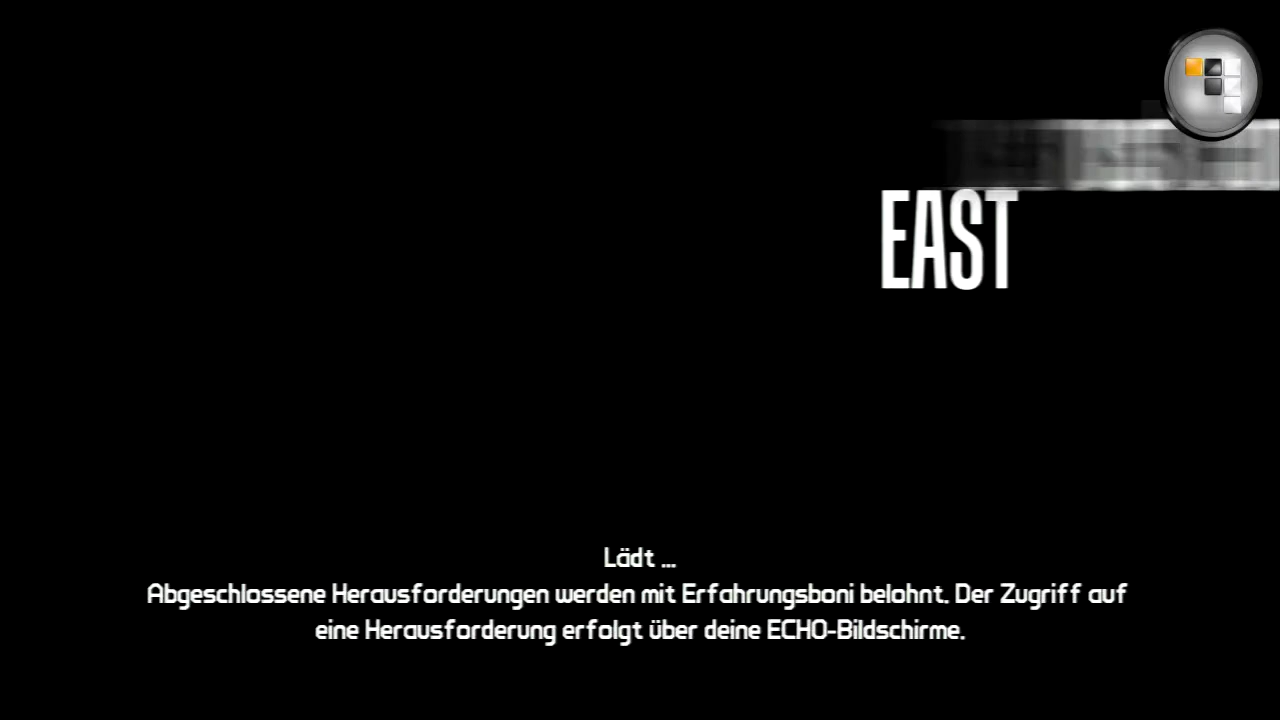 EAST
Lädt ...
Abgeschlossene Herausforderungen werden mit Erfahrungsboni belohnt. Der Zugriff auf
eine Herausforderung erfolgt über deine ECHO-Bildschirme.